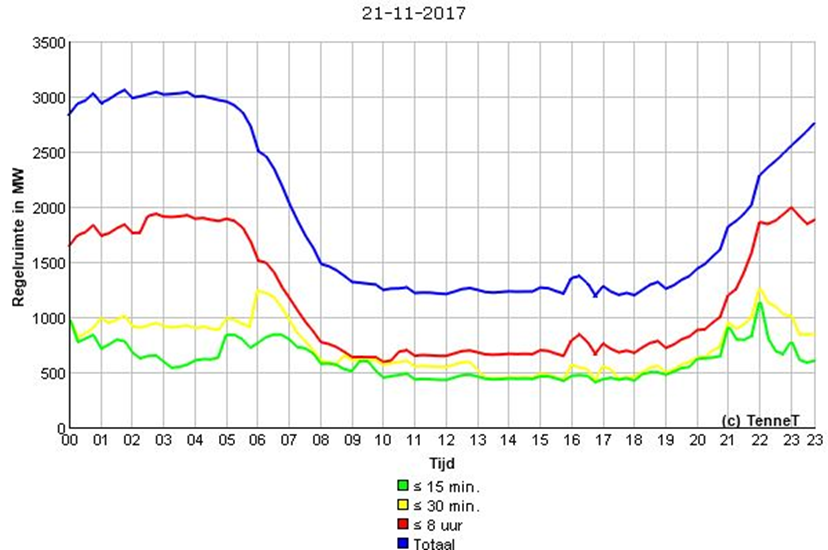 21-11-2017
3500
3000
2500
2000
1500
1000
500
0
Regelruimte in MW
00 01 02 03 04 05 06 07 08 09 10 11 12 13 14 15 16 17 18 19 20 21 22 23 23
(c) TenneT
Tijd
≤ 15 min.
≤ 30 min.
≤ 8 uur
Totaal